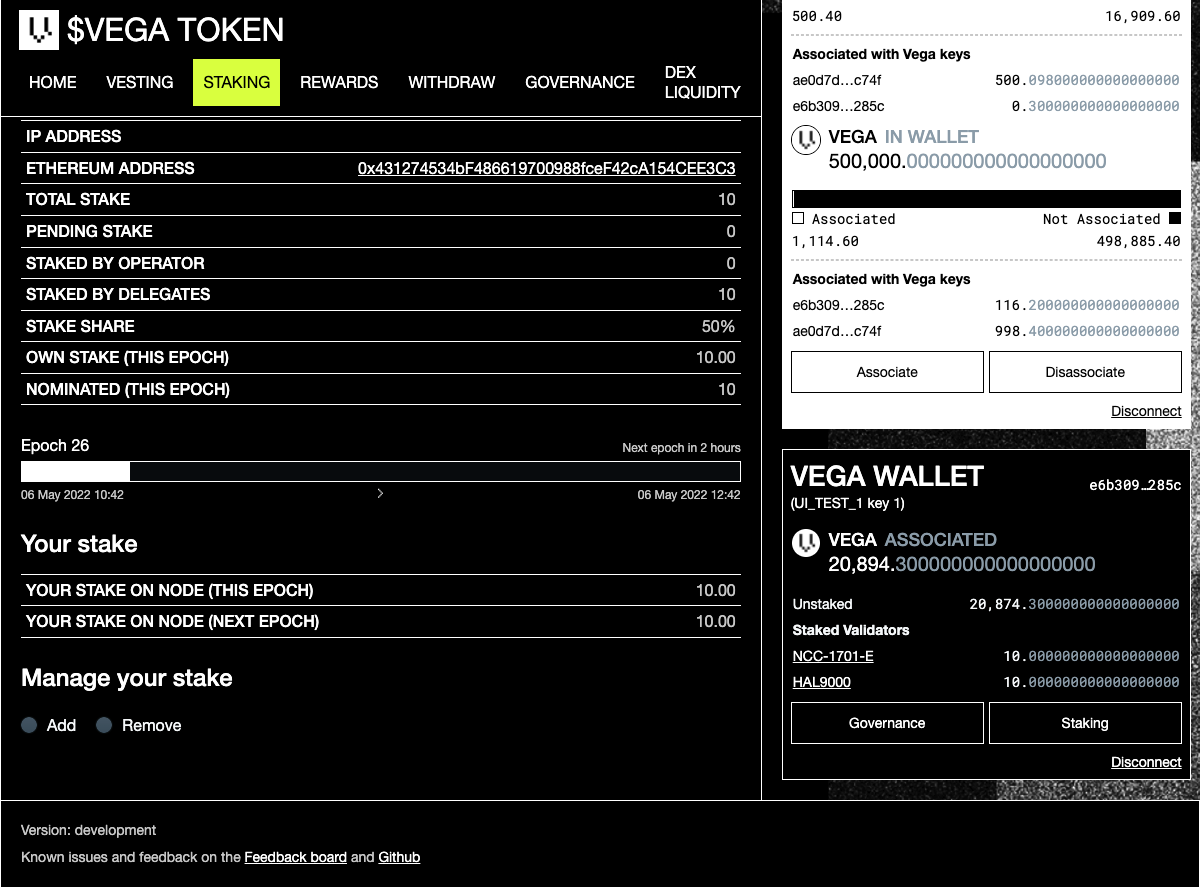 $VEGA TOKEN
HOME VESTING STAKING REWARDS WITHDRAW GOVERNANCE DEX LIQUIDITY
IP ADDRESS
ETHEREUM ADDRESS 0x431274534bF486619700988fceF42cA154CEE3C3
TOTAL STAKE 10
PENDING STAKE 0
STAKED BY OPERATOR 0
STAKED BY DELEGATES 10
STAKE SHARE 50%
OWN STAKE (THIS EPOCH) 10.00
NOMINATED (THIS EPOCH) 10
Epoch 26 Next epoch in 2 hours
06 May 2022 10:42 06 May 2022 12:42
Your stake
YOUR STAKE ON NODE (THIS EPOCH) 10.00
YOUR STAKE ON NODE (NEXT EPOCH) 10.00
Manage your stake
Add Remove
500.40 16,909.60
Associated with Vega keys
ae0d7d…c74f 500.098000000000000000
e6b309…285c 0.300000000000000000
VEGA IN WALLET
500,000.000000000000000000
Associated Not Associated
1,114.60 498,885.40
Associated with Vega keys
e6b309…285c 116.200000000000000000
ae0d7d…c74f 998.400000000000000000
Associate Disassociate
Disconnect
VEGA WALLET e6b309…285c
(UI_TEST_1 key 1)
VEGA ASSOCIATED
20,894.300000000000000000
Unstaked 20,874.300000000000000000
Staked Validators
NCC-1701-E 10.000000000000000000
HAL9000 10.000000000000000000
Governance Staking
Disconnect
Version: development
Known issues and feedback on the Feedback board and Github